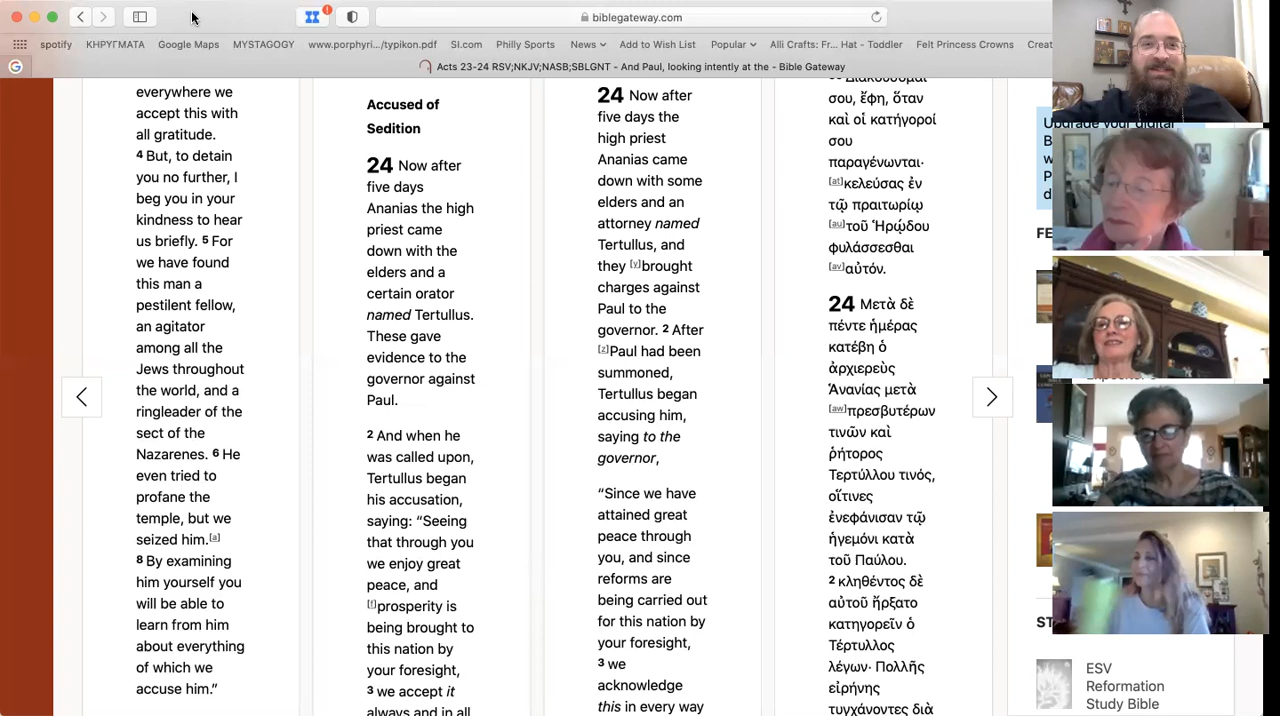 biblegateway.com
spotify ΚΗΡΥΓΜΑΤΑ Google Maps MYSTAGOGY www.porphyri.../typikon.pdf SI.com Philly Sports News Add to Wish List Popular Alli Crafts: Fr... Hat - Toddler Felt Princess Crowns Creat
G
Acts 23-24 RSV;NKJV;NASB;SBLGNT - And Paul, looking intently at the - Bible Gateway
everywhere we
accept this with
all gratitude.
4 But, to detain
you no further, I
beg you in your
kindness to hear
us briefly. 5 For
we have found
this man a
pestilent fellow,
an agitator
among all the
Jews throughout
the world, and a
ringleader of the
sect of the
Nazarenes. 6 He
even tried to
profane the
temple, but we
seized him.[a]
8 By examining
him yourself you
will be able to
learn from him
about everything
of which we
accuse him.”
Accused of
Sedition
24 Now after
five days
Ananias the high
priest came
down with the
elders and a
certain orator
named Tertullus.
These gave
evidence to the
governor against
Paul.
2 And when he
was called upon,
Tertullus began
his accusation,
saying: “Seeing
that through you
we enjoy great
peace, and
[f]prosperity is
being brought to
this nation by
your foresight,
3 we accept it
always and in all
24 Now after
five days the
high priest
Ananias came
down with some
elders and an
attorney named
Tertullus, and
they [y]brought
charges against
Paul to the
governor. 2 After
[z]Paul had been
summoned,
Tertullus began
accusing him,
saying to the
governor,
“Since we have
attained great
peace through
you, and since
reforms are
being carried out
for this nation by
your foresight,
3 we
acknowledge
this in every way
Διακούσομαί
σου, ἔφη, ὅταν
καὶ οἱ κατήγοροί
σου
παραγένωνται·
[at]κελεύσας ἐν
τῷ πραιτωρίῳ
[au]τοῦ Ἡρῴδου
φυλάσσεσθαι
[av]αὐτόν.
24 Μετὰ δὲ
πέντε ἡμέρας
κατέβη ὁ
ἀρχιερεὺς
Ἁνανίας μετὰ
[aw]πρεσβυτέρων
τινῶν καὶ
ῥήτορος
Τερτύλλου τινός,
οἵτινες
ἐνεφάνισαν τῷ
ἡγεμόνι κατὰ
τοῦ Παύλου.
2 κληθέντος δὲ
αὐτοῦ ἤρξατο
κατηγορεῖν ὁ
Τέρτυλλος
λέγων· Πολλῆς
εἰρήνης
τυγχάνοντες διὰ
Upgrade your digital
B
w
P
d
FE
ST
ESV
Reformation
Study Bible